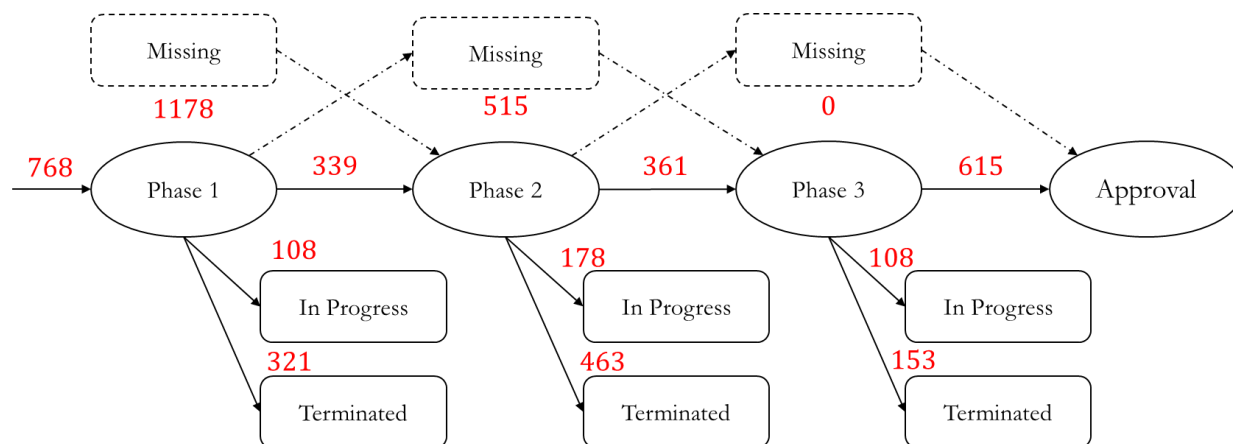 Missing
Missing
Missing
1178
515
0
768
Phase 1
339
Phase 2
361
Phase 3
615
Approval
108
178
108
In Progress
In Progress
In Progress
321
463
153
Terminated
Terminated
Terminated